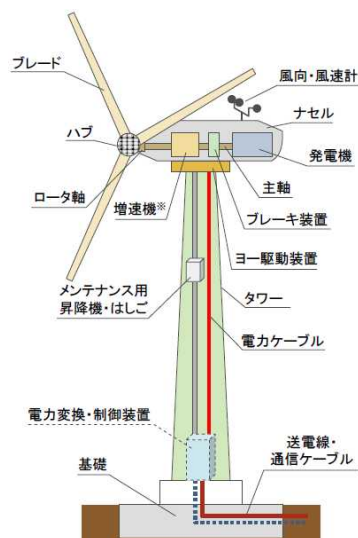 ブレード
風向・風速計
ナセル
ハブ
発電機
主軸
ロータ軸
増速機※
ブレーキ装置
ヨー駆動装置
メンテナンス用
昇降機・はしご
タワー
電力ケーブル
電力変換・制御装置
送電線・
通信ケーブル
基礎